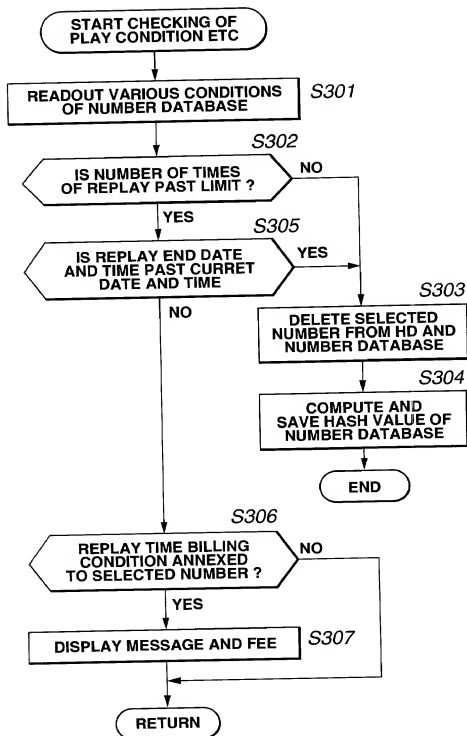 START CHECKING OF
PLAY CONDITION ETC
READOUT VARIOUS CONDITIONS
OF NUMBER DATABASE
S301
S302
IS NUMBER OF TIMES
OF REPLAY PAST LIMIT ?
NO
YES
S305
IS REPLAY END DATE
AND TIME PAST CURRET
DATE AND TIME
YES
NO
S303
DELETE SELECTED
NUMBER FROM HD AND
NUMBER DATABASE
S304
COMPUTE AND
SAVE HASH VALUE OF
NUMBER DATABASE
END
S306
REPLAY TIME BILLING
CONDITION ANNEXED
TO SELECTED NUMBER ?
NO
YES
DISPLAY MESSAGE AND FEE
S307
RETURN